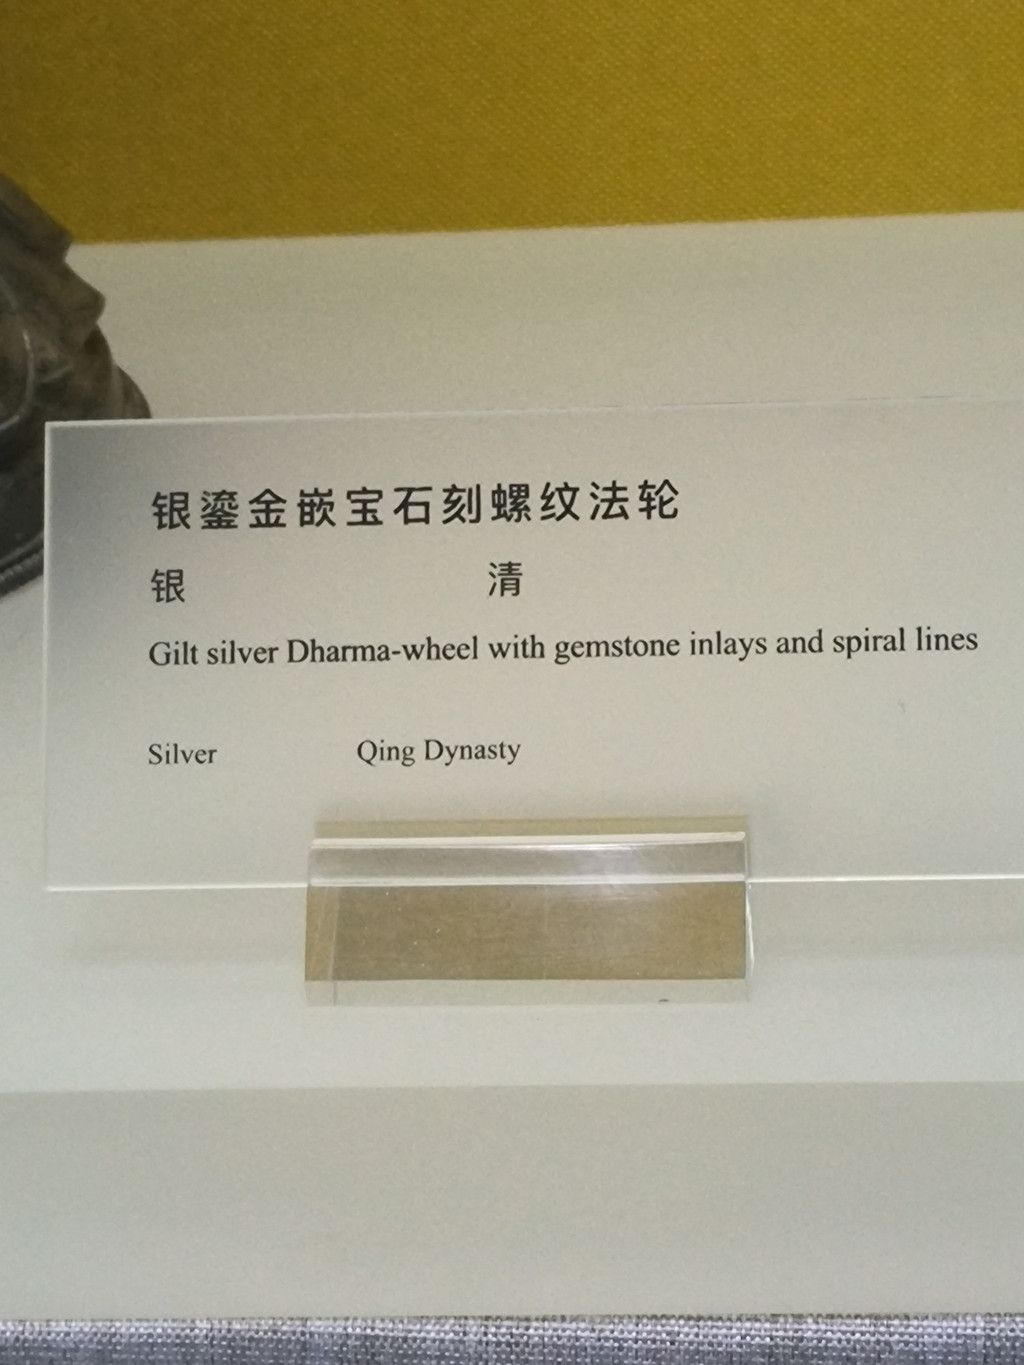 银鎏金嵌宝石刻螺纹法轮
银 清
Gilt silver Dharma-wheel with gemstone inlays and spiral lines
Silver Qing Dynasty